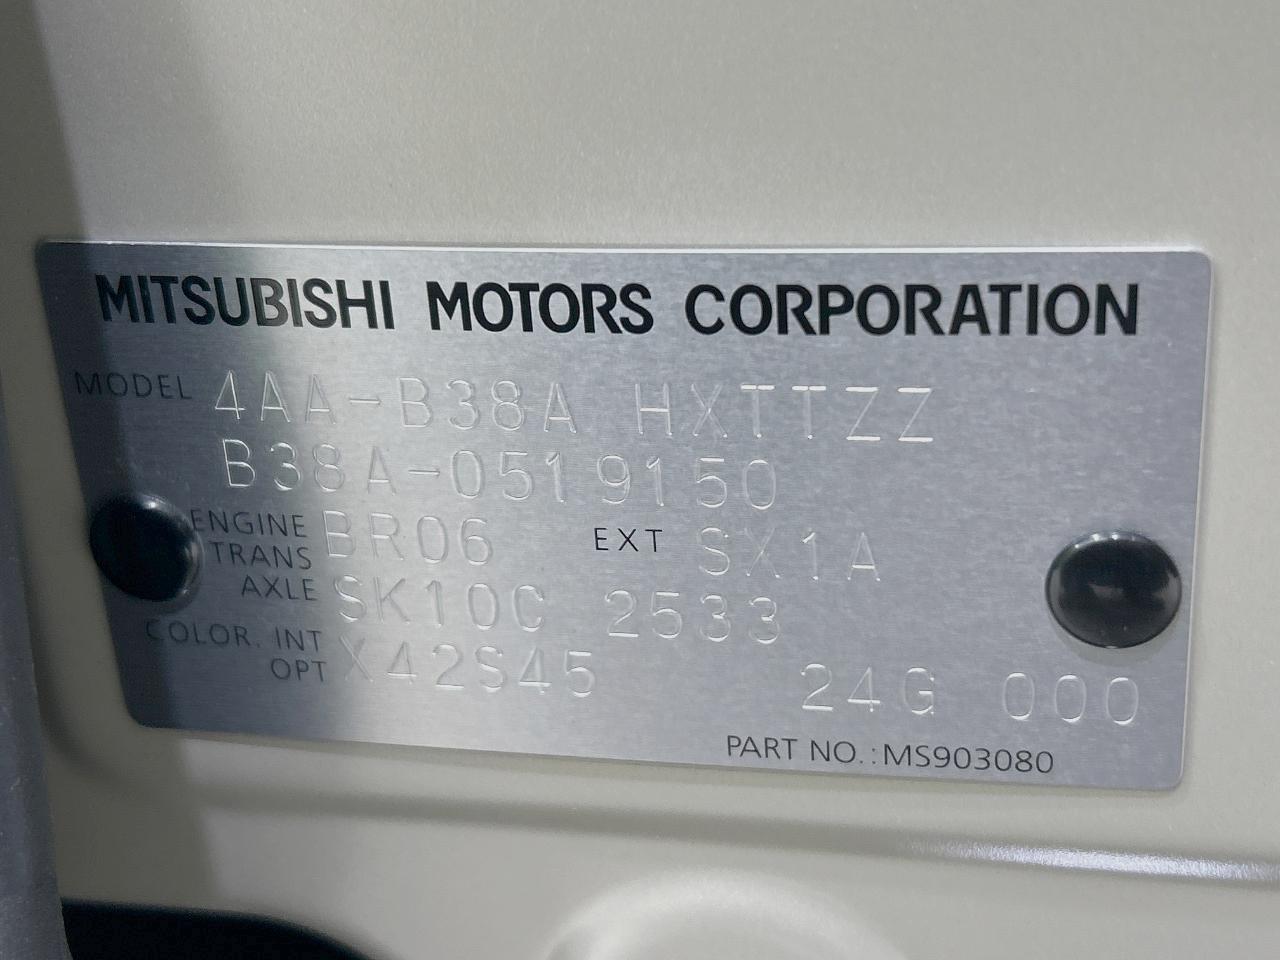 MITSUBISHI MOTORS CORPORATION
MODEL 4AA-B38A HXTTZZ
B38A-0519150
ENGINE BR06 EXT SX1A
TRANS
AXLE SK10C 2533
COLOR. INT X42S45
OPT 24G 000
PART NO.:MS903080